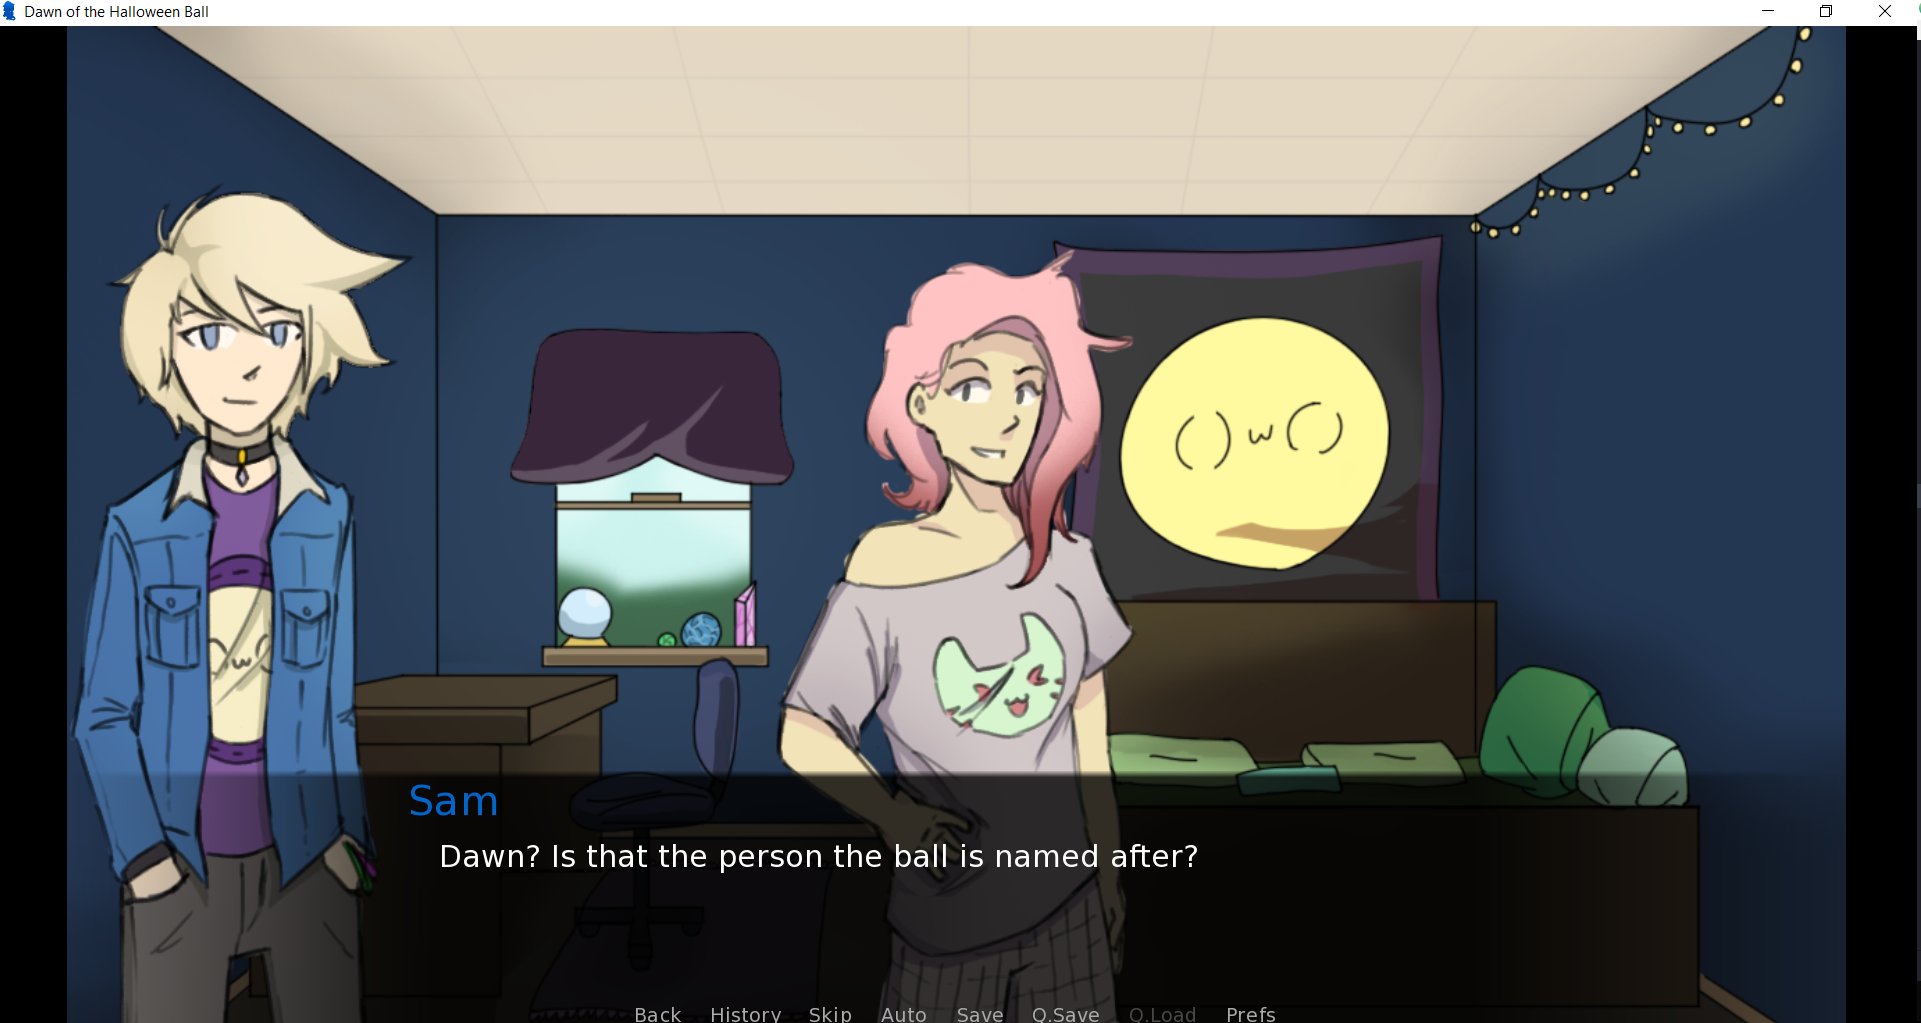 Dawn of the Halloween Ball
() w ()
w
Sam
Dawn? Is that the person the ball is named after?
Back History Skip Auto Save Q.Save Q.Load Prefs